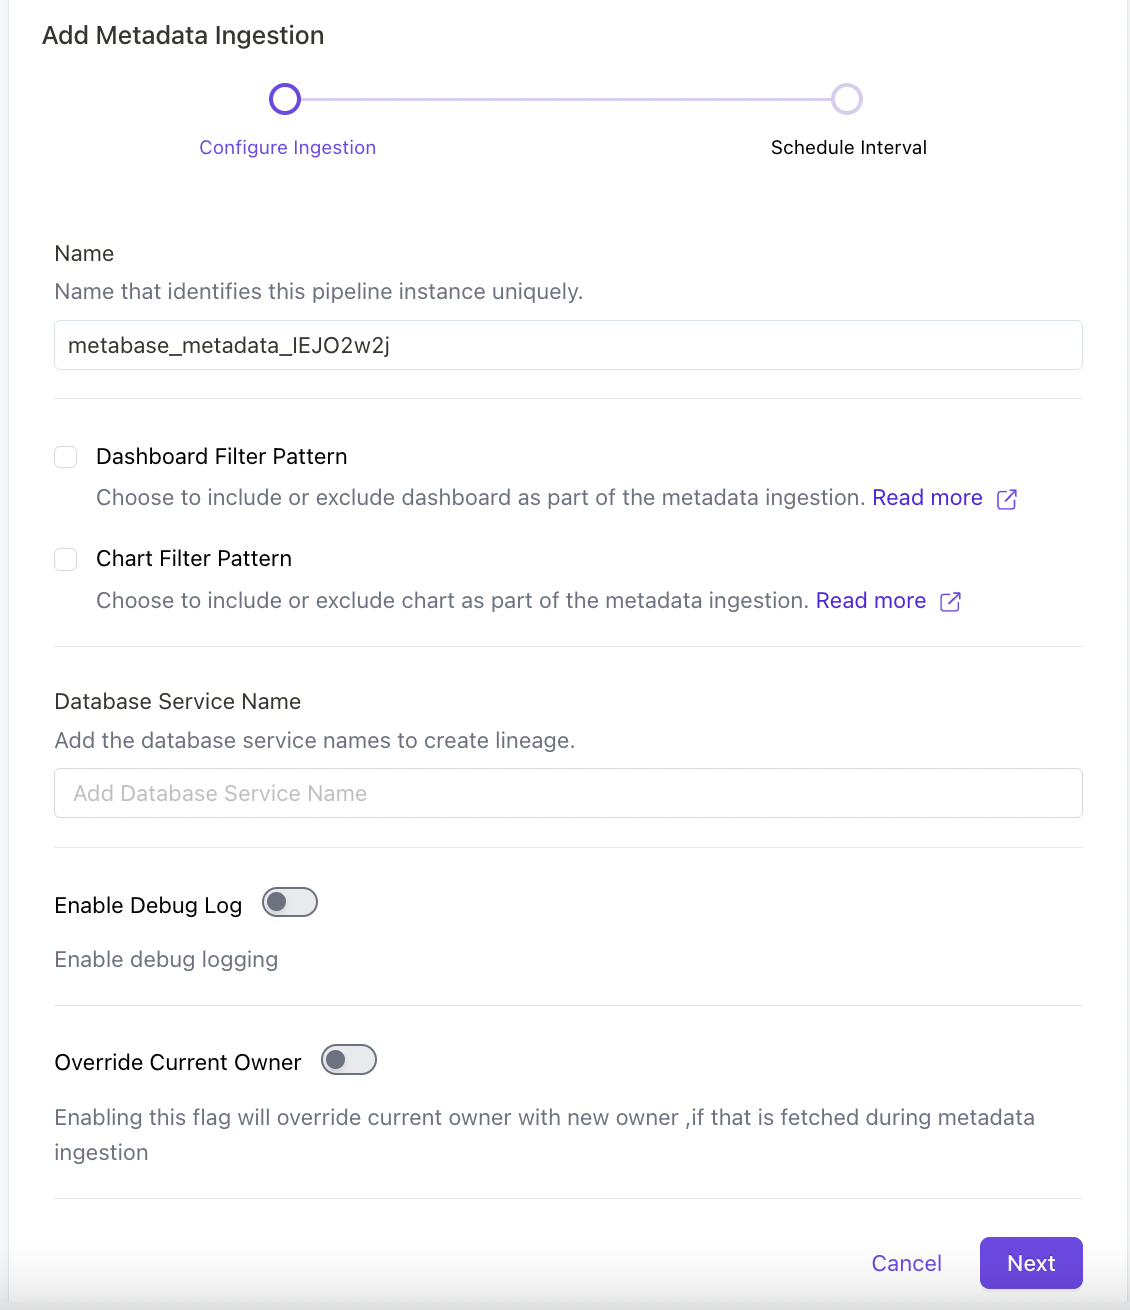 Add Metadata Ingestion
Configure Ingestion
Schedule Interval
Name
Name that identifies this pipeline instance uniquely.
metabase_metadata_IEJO2w2j
Dashboard Filter Pattern
Choose to include or exclude dashboard as part of the metadata ingestion. Read more
Chart Filter Pattern
Choose to include or exclude chart as part of the metadata ingestion. Read more
Database Service Name
Add the database service names to create lineage.
Add Database Service Name
Enable Debug Log
Enable debug logging
Override Current Owner
Enabling this flag will override current owner with new owner ,if that is fetched during metadata
ingestion
Cancel
Next